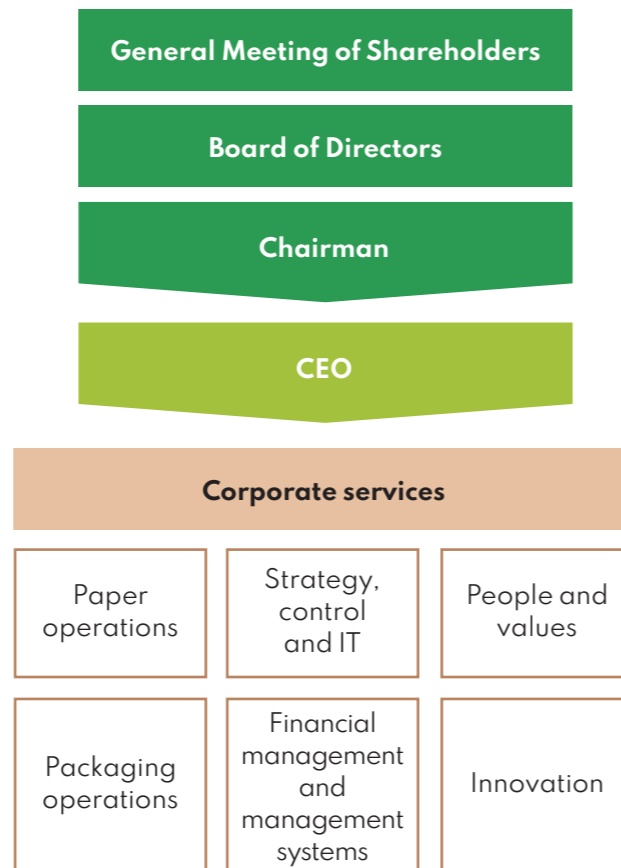 General Meeting of Shareholders
Board of Directors
Chairman
CEO
Corporate services
Paper
operations
Strategy,
control
and IT
People and
values
Packaging
operations
Financial
management
and
management
systems
Innovation